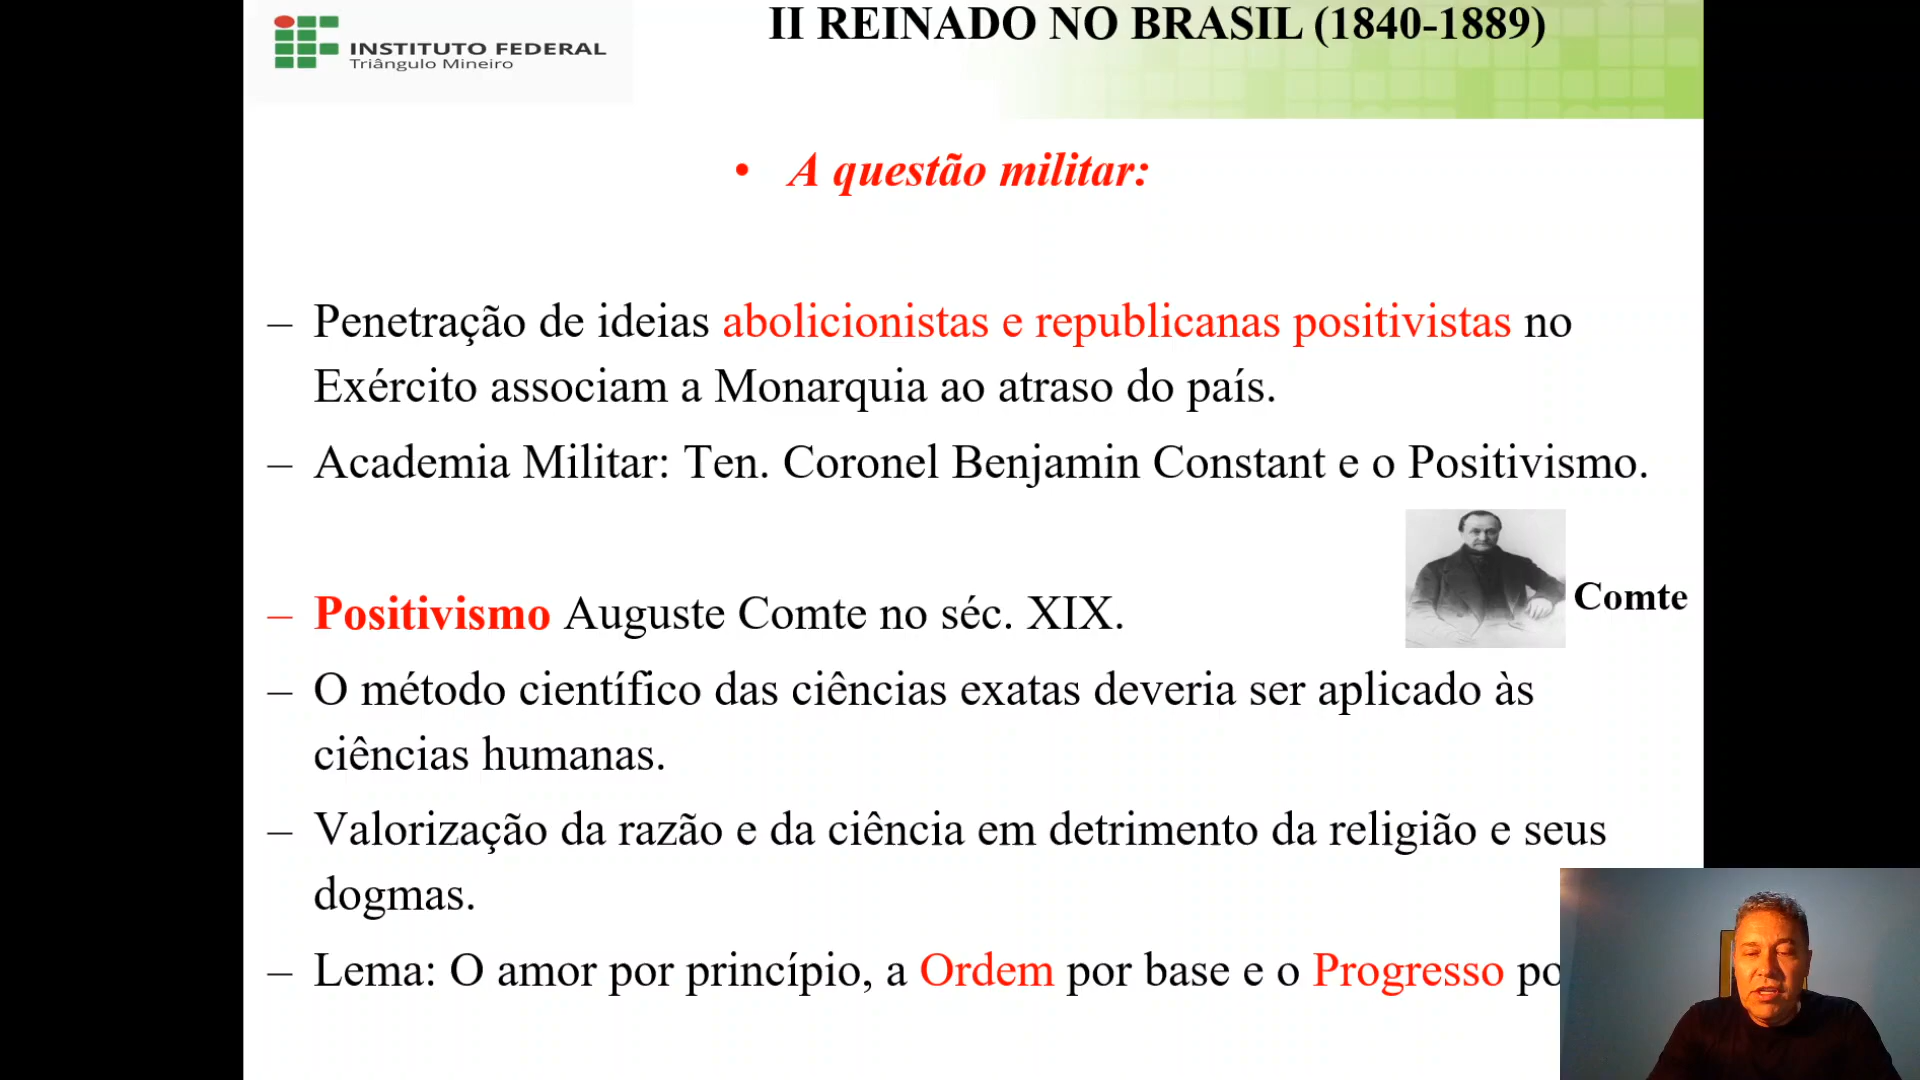 INSTITUTO FEDERAL
Triângulo Mineiro
II REINADO NO BRASIL (1840-1889)
• A questão militar:
– Penetração de ideias abolicionistas e republicanas positivistas no
Exército associam a Monarquia ao atraso do país.
– Academia Militar: Ten. Coronel Benjamin Constant e o Positivismo.
Comte
– Positivismo Auguste Comte no séc. XIX.
– O método científico das ciências exatas deveria ser aplicado às
ciências humanas.
– Valorização da razão e da ciência em detrimento da religião e seus
dogmas.
– Lema: O amor por princípio, a Ordem por base e o Progresso